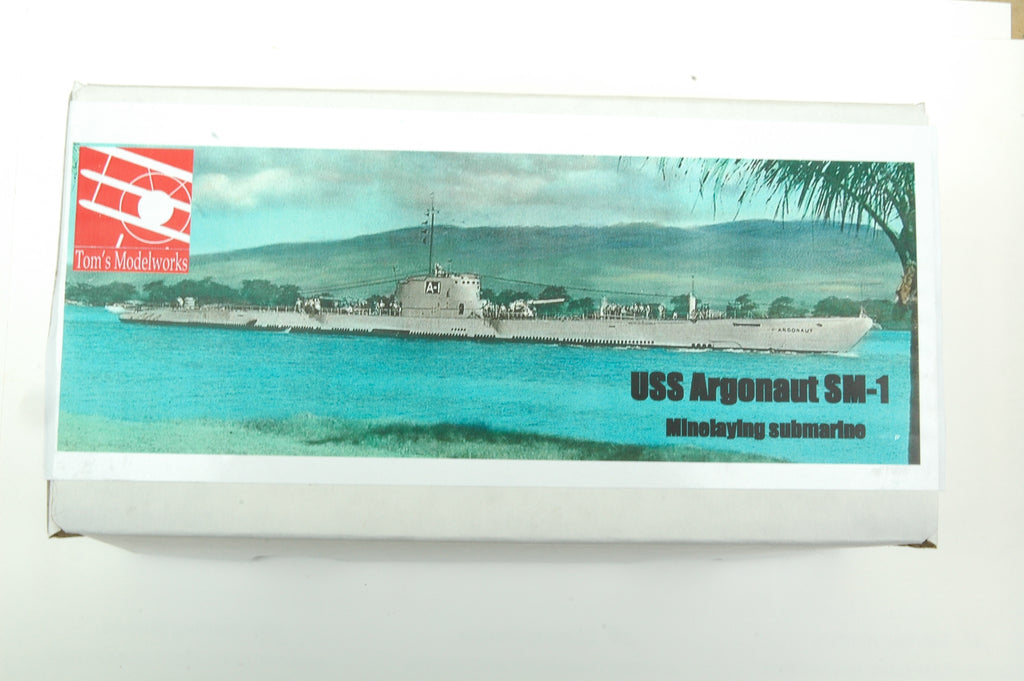 Tom's Modelworks
A-1
ARGONAUT
USS Argonaut SM-1
Minelaying submarine